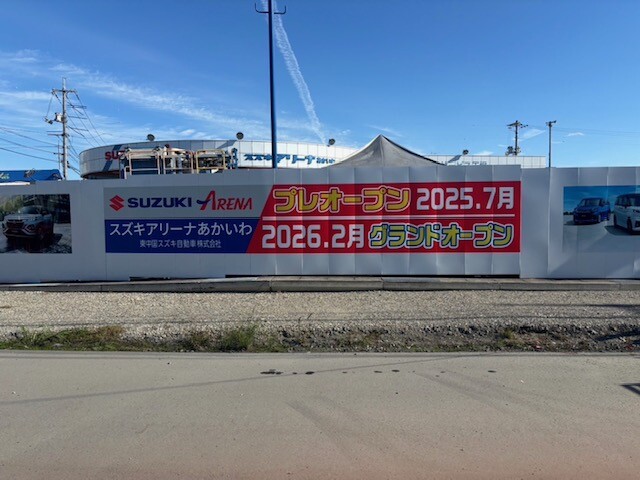 スズキアリーナ
SUZUKI ARENA
スズキアリーナあかいわ
東中国スズキ自動車株式会社
プレオープン 2025.7月
2026.2月 グランドオープン